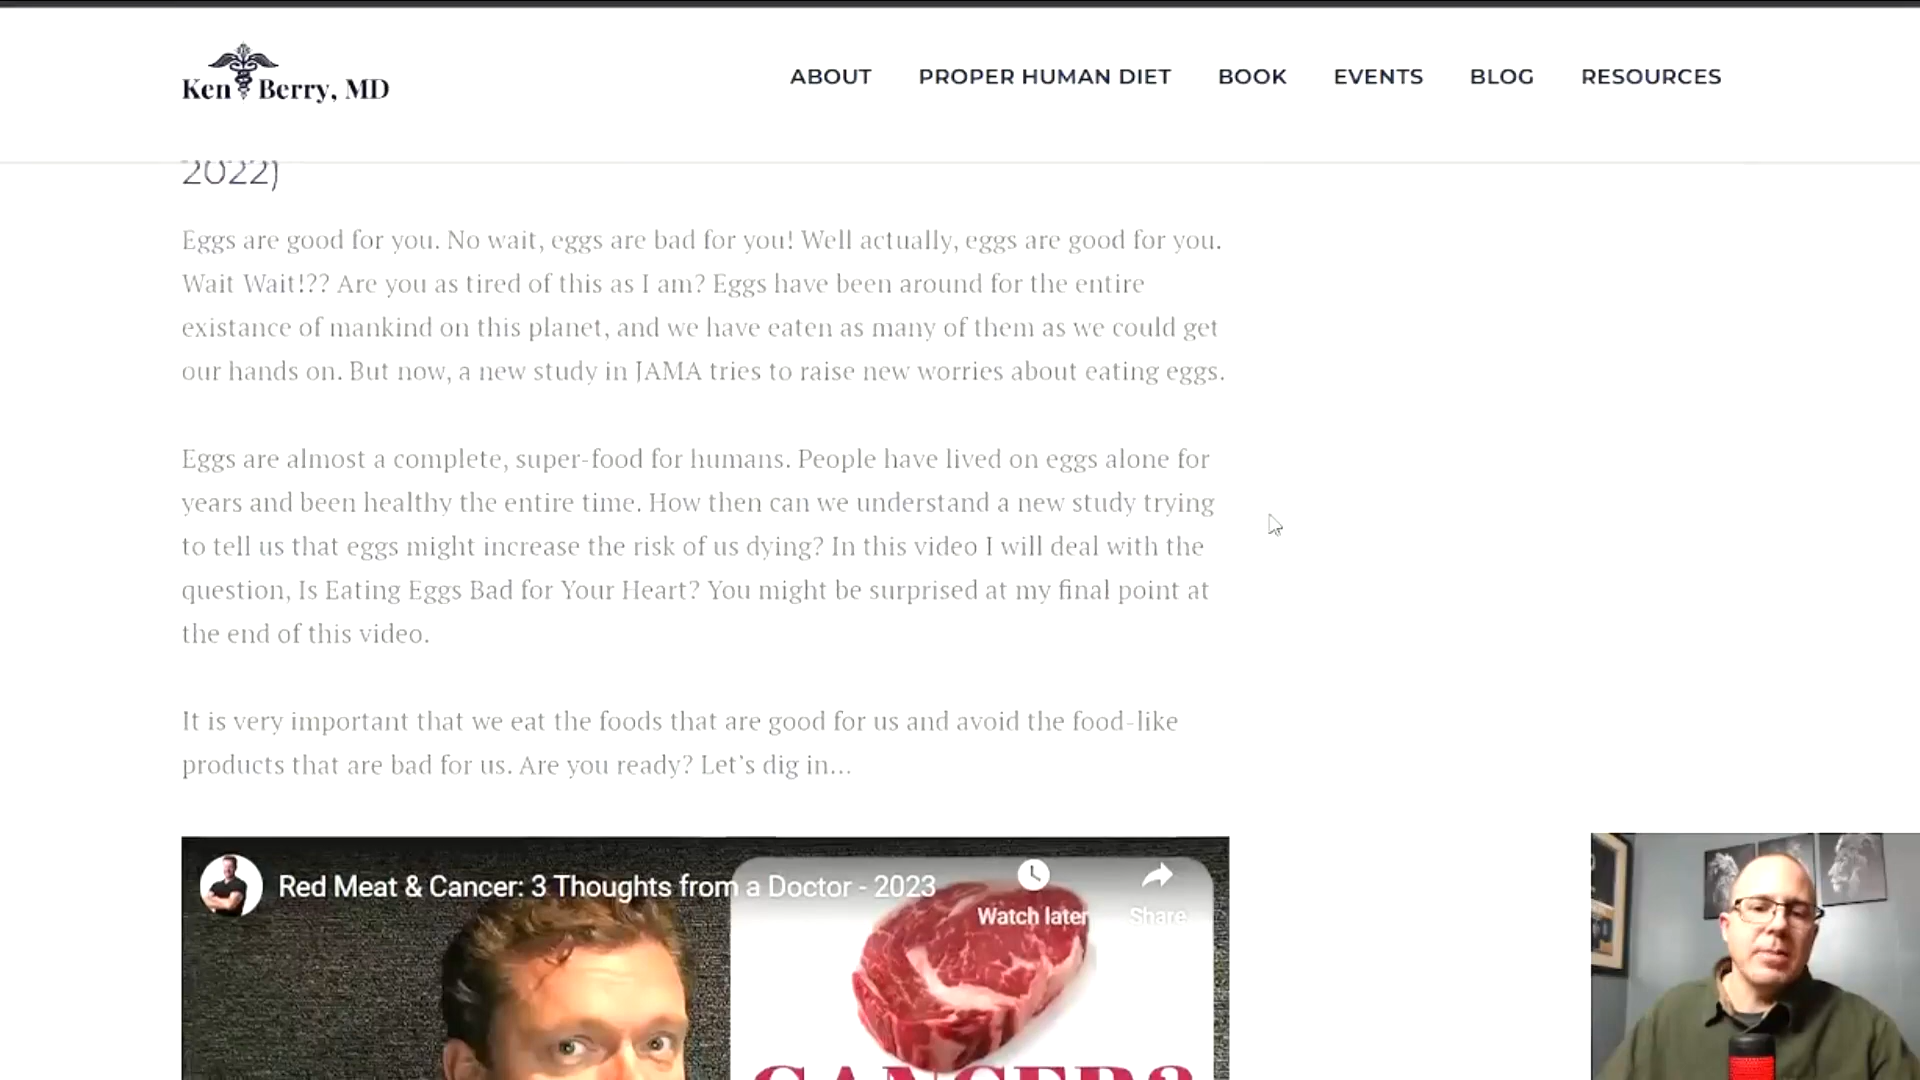 Ken Berry, MD
ABOUT PROPER HUMAN DIET BOOK EVENTS BLOG RESOURCES
2022)
Eggs are good for you. No wait, eggs are bad for you! Well actually, eggs are good for you.
Wait Wait!?? Are you as tired of this as I am? Eggs have been around for the entire
existance of mankind on this planet, and we have eaten as many of them as we could get
our hands on. But now, a new study in JAMA tries to raise new worries about eating eggs.
Eggs are almost a complete, super-food for humans. People have lived on eggs alone for
years and been healthy the entire time. How then can we understand a new study trying
to tell us that eggs might increase the risk of us dying? In this video I will deal with the
question, Is Eating Eggs Bad for Your Heart? You might be surprised at my final point at
the end of this video.
It is very important that we eat the foods that are good for us and avoid the food-like
products that are bad for us. Are you ready? Let's dig in...
Red Meat & Cancer: 3 Thoughts from a Doctor - 2023
Watch later
Share
CANCER?